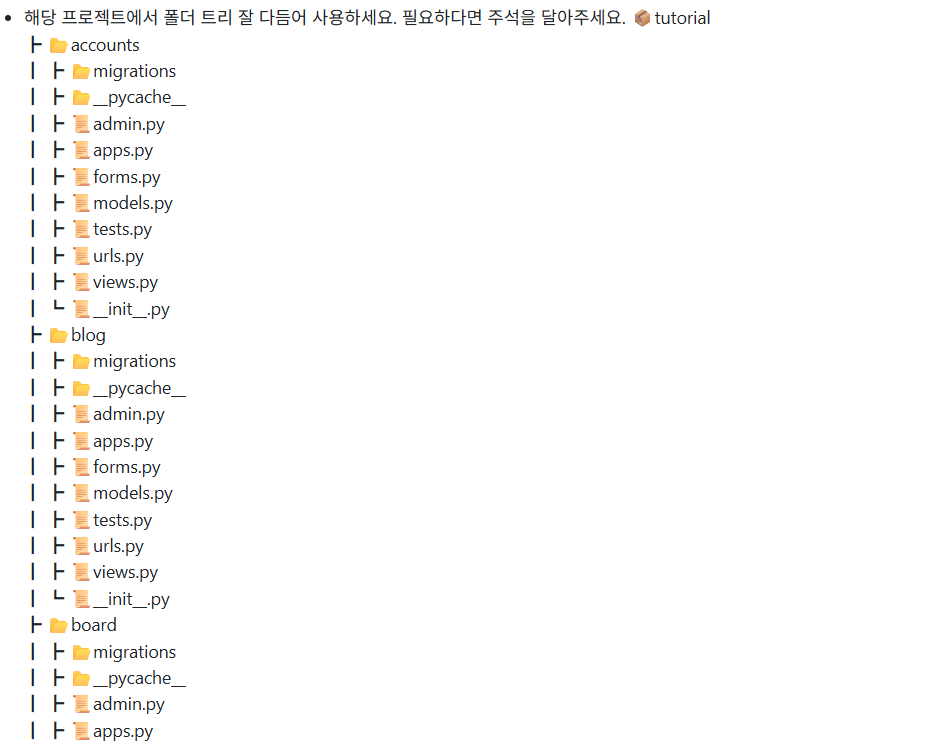 • 해당 프로젝트에서 폴더 트리 잘 다듬어 사용하세요. 필요하다면 주석을 달아주세요. 📦 tutorial
┣ 📂accounts
┃ ┣ 📂migrations
┃ ┣ 📂__pycache__
┃ ┣ 📜admin.py
┃ ┣ 📜apps.py
┃ ┣ 📜forms.py
┃ ┣ 📜models.py
┃ ┣ 📜tests.py
┃ ┣ 📜urls.py
┃ ┣ 📜views.py
┃ ┗ 📜__init__.py
┣ 📂blog
┃ ┣ 📂migrations
┃ ┣ 📂__pycache__
┃ ┣ 📜admin.py
┃ ┣ 📜apps.py
┃ ┣ 📜forms.py
┃ ┣ 📜models.py
┃ ┣ 📜tests.py
┃ ┣ 📜urls.py
┃ ┣ 📜views.py
┃ ┗ 📜__init__.py
┣ 📂board
┃ ┣ 📂migrations
┃ ┣ 📂__pycache__
┃ ┣ 📜admin.py
┃ ┣ 📜apps.py